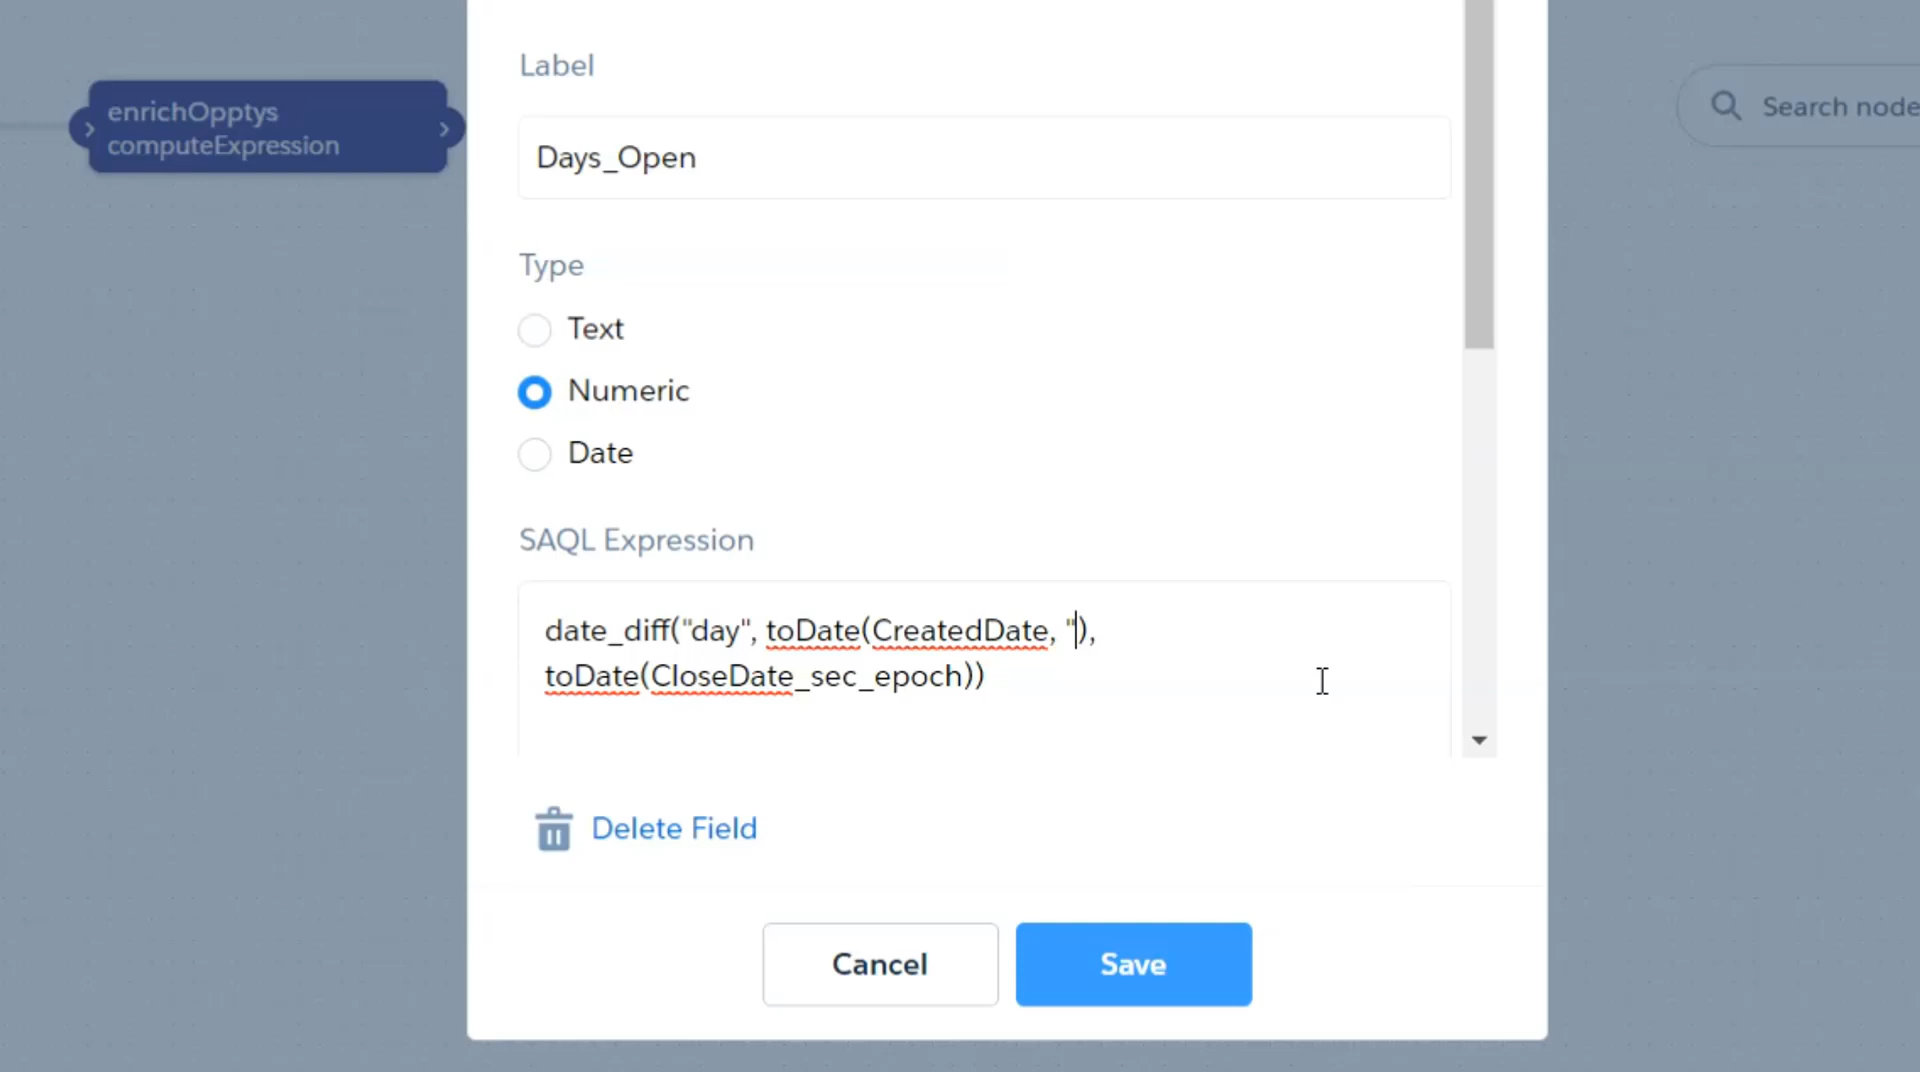 enrichOpptys
computeExpression
Search node
Label
Days_Open
Type
Text
Numeric
Date
SAQL Expression
date_diff("day", toDate(CreatedDate, "),
toDate(CloseDate_sec_epoch))
Delete Field
Cancel
Save